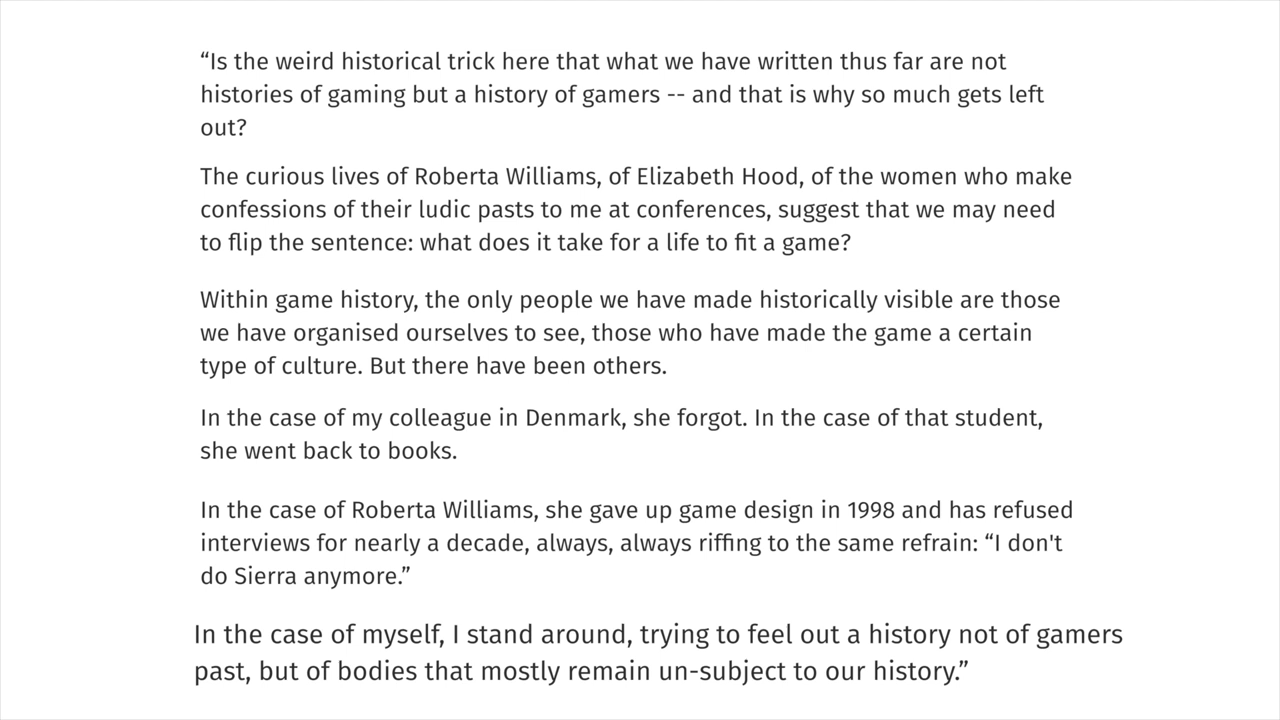 “Is the weird historical trick here that what we have written thus far are not
histories of gaming but a history of gamers -- and that is why so much gets left
out?
The curious lives of Roberta Williams, of Elizabeth Hood, of the women who make
confessions of their ludic pasts to me at conferences, suggest that we may need
to flip the sentence: what does it take for a life to fit a game?
Within game history, the only people we have made historically visible are those
we have organised ourselves to see, those who have made the game a certain
type of culture. But there have been others.
In the case of my colleague in Denmark, she forgot. In the case of that student,
she went back to books.
In the case of Roberta Williams, she gave up game design in 1998 and has refused
interviews for nearly a decade, always, always riffing to the same refrain: “I don't
do Sierra anymore.”
In the case of myself, I stand around, trying to feel out a history not of gamers
past, but of bodies that mostly remain un-subject to our history.”